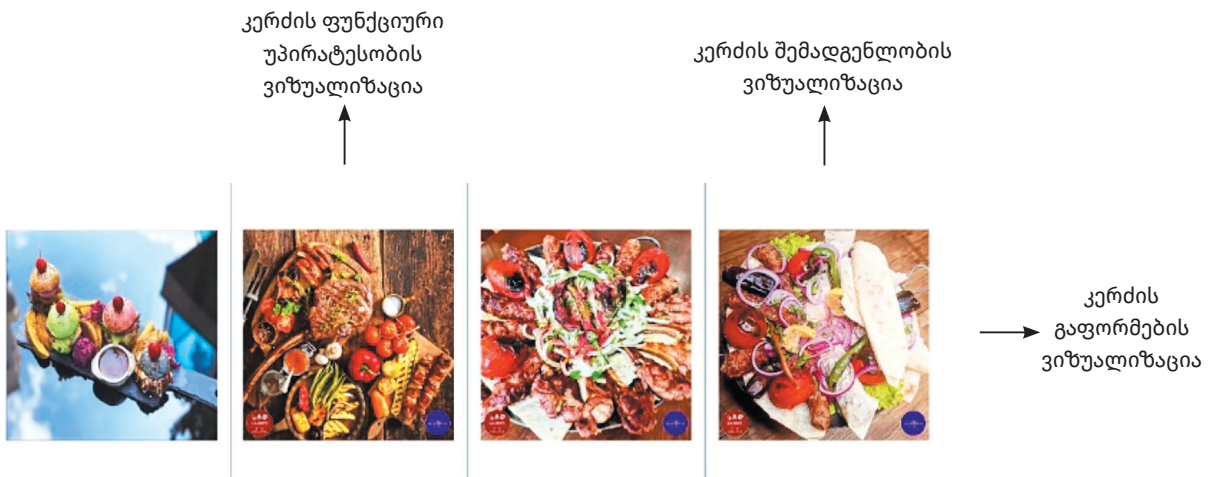 კერძის ფუნქციური
უპირატესობის
ვიზუალიზაცია
კერძის შემადგენლობის
ვიზუალიზაცია
კერძის
გაფორმების
ვიზუალიზაცია